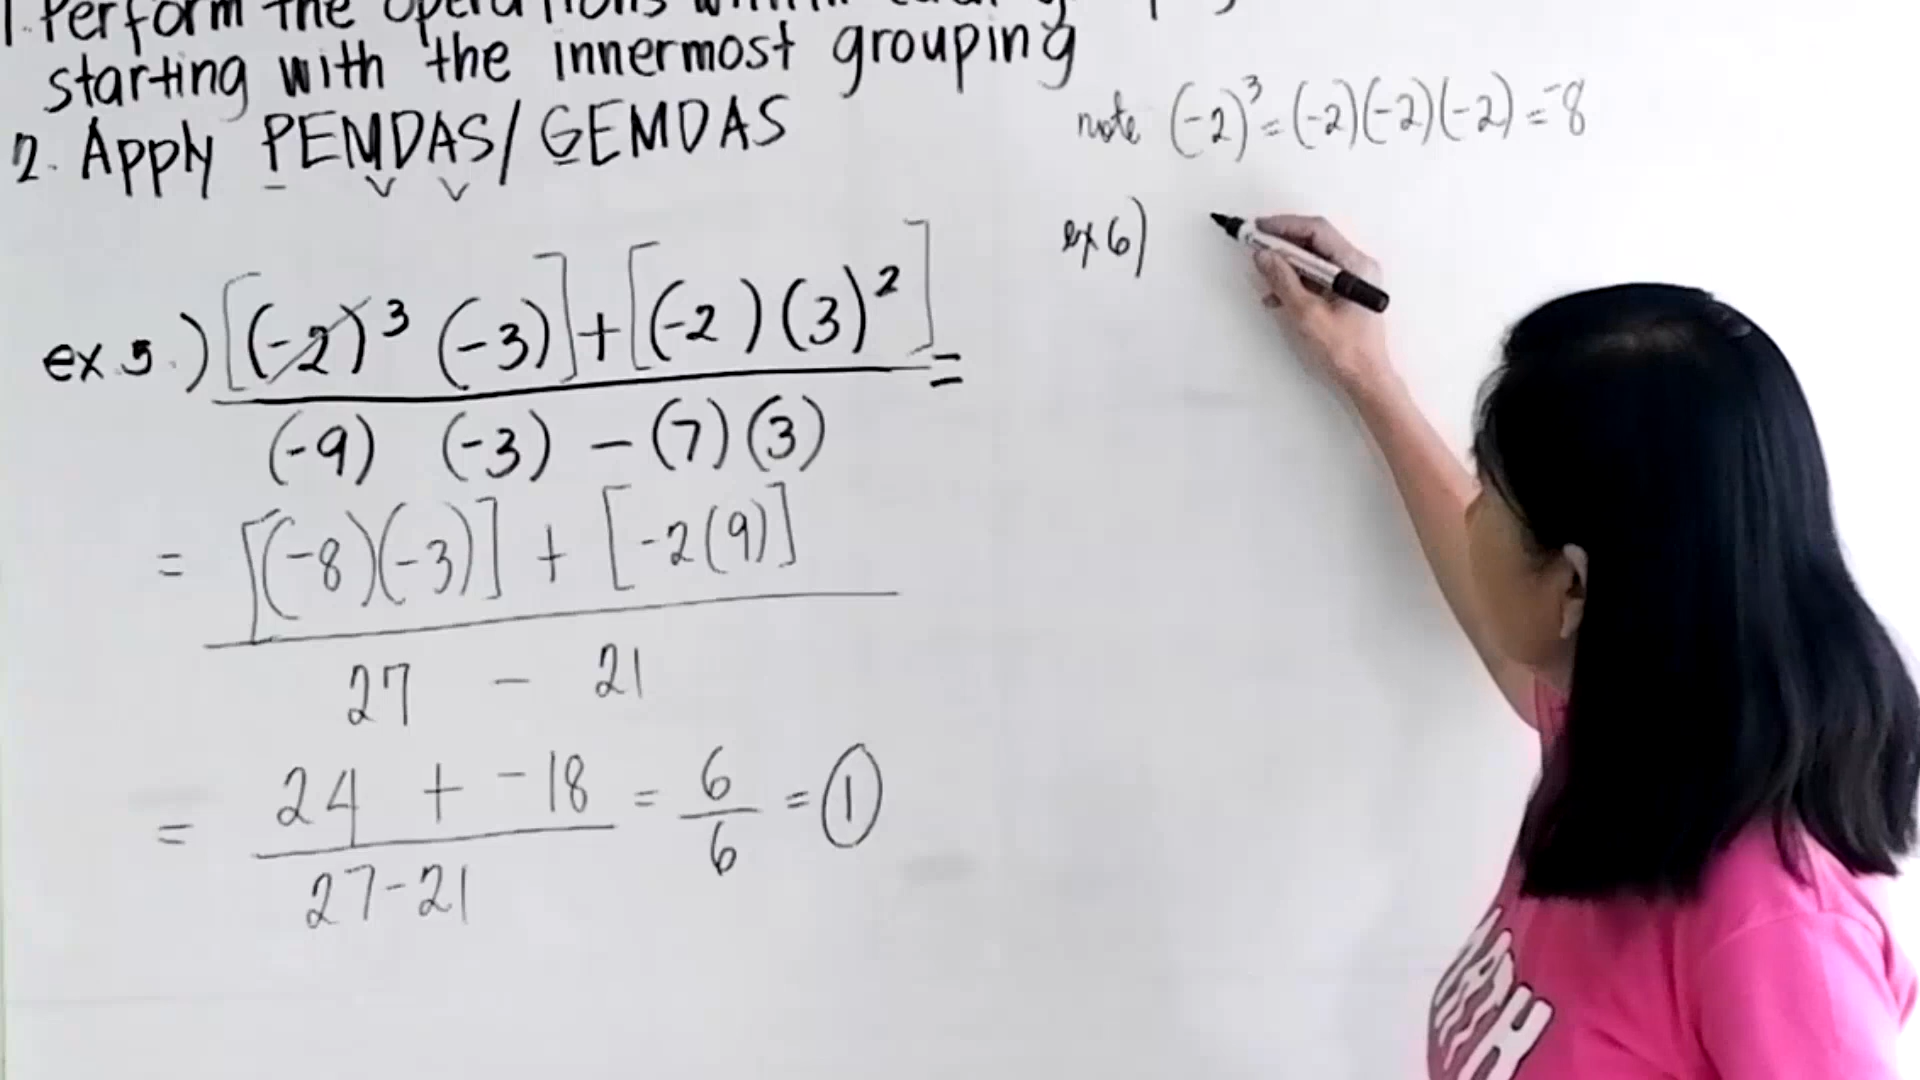 1. Perform the operations within each grouping
starting with the innermost grouping
2. Apply PEMDAS/GEMDAS
ex 5.) [(-2)³ (-3)] + [(-2)(3)²] =
(-9) (-3) - (7)(3)
= [(-8)(-3)] + [-2(9)]
27 - 21
= 24 + -18 = 6 = 1
27-21 6
note (-2)³ = (-2)(-2)(-2) = -8
ex 6)
MATH